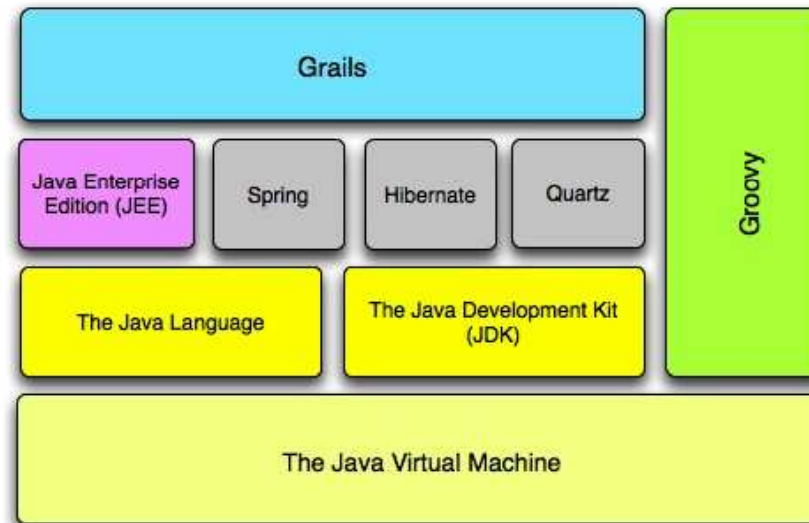 Grails
Groovy
Java Enterprise
Edition (JEE)
Spring
Hibernate
Quartz
The Java Language
The Java Development Kit
(JDK)
The Java Virtual Machine